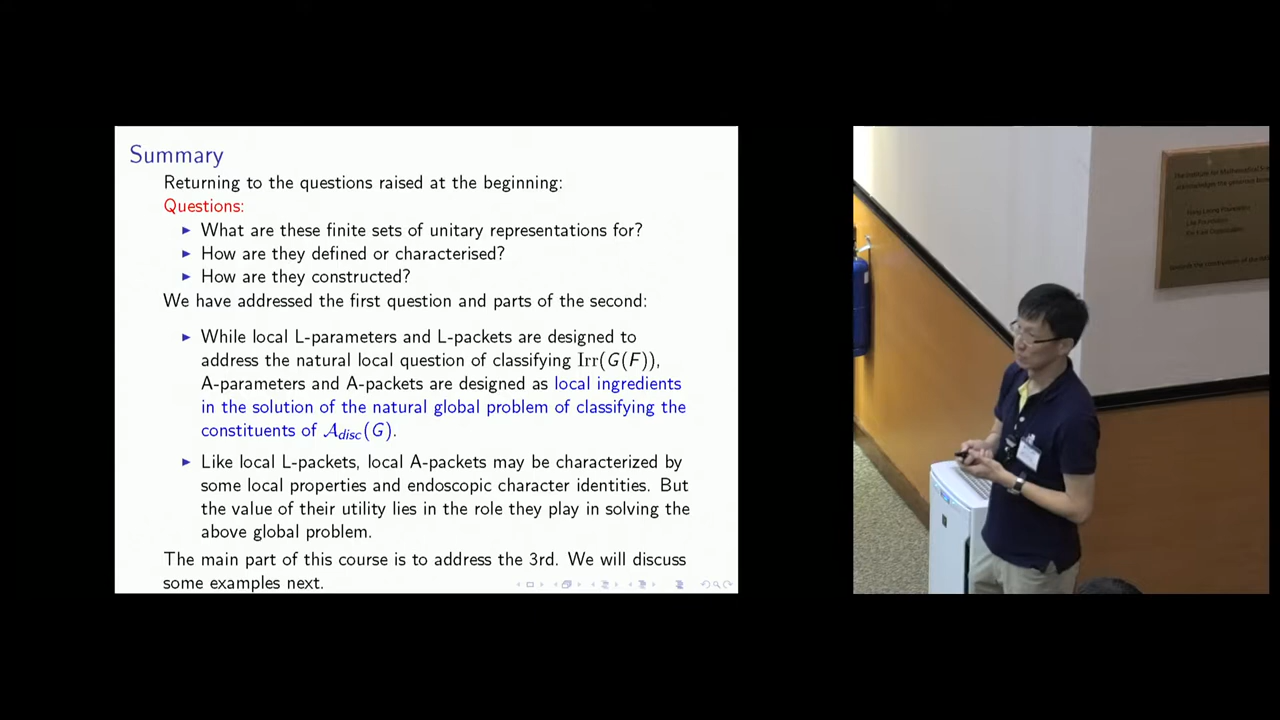 Summary
Returning to the questions raised at the beginning:
Questions:
▶ What are these finite sets of unitary representations for?
▶ How are they defined or characterised?
▶ How are they constructed?
We have addressed the first question and parts of the second:
▶ While local L-parameters and L-packets are designed to
address the natural local question of classifying Irr(G(F)),
A-parameters and A-packets are designed as local ingredients
in the solution of the natural global problem of classifying the
constituents of 𝒜disc(G).
▶ Like local L-packets, local A-packets may be characterized by
some local properties and endoscopic character identities. But
the value of their utility lies in the role they play in solving the
above global problem.
The main part of this course is to address the 3rd. We will discuss
some examples next.
The Institute for Mathematical